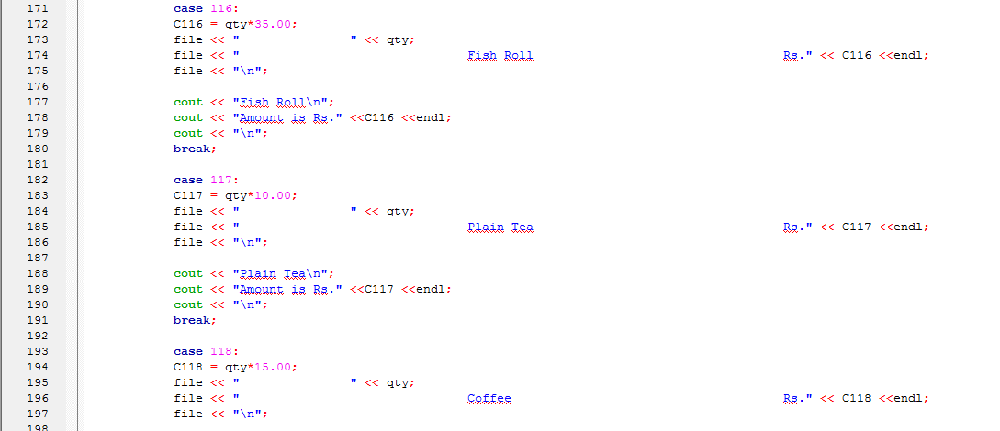 171 case 116:
172 C116 = qty*35.00;
173 file << "               " << qty;
174 file << "                               Fish Roll                                  Rs." << C116 <<endl;
175 file << "\n";
176
177 cout << "Fish Roll\n";
178 cout << "Amount is Rs." <<C116 <<endl;
179 cout << "\n";
180 break;
181
182 case 117:
183 C117 = qty*10.00;
184 file << "               " << qty;
185 file << "                               Plain Tea                                  Rs." << C117 <<endl;
186 file << "\n";
187
188 cout << "Plain Tea\n";
189 cout << "Amount is Rs." <<C117 <<endl;
190 cout << "\n";
191 break;
192
193 case 118:
194 C118 = qty*15.00;
195 file << "               " << qty;
196 file << "                               Coffee                                     Rs." << C118 <<endl;
197 file << "\n";
198